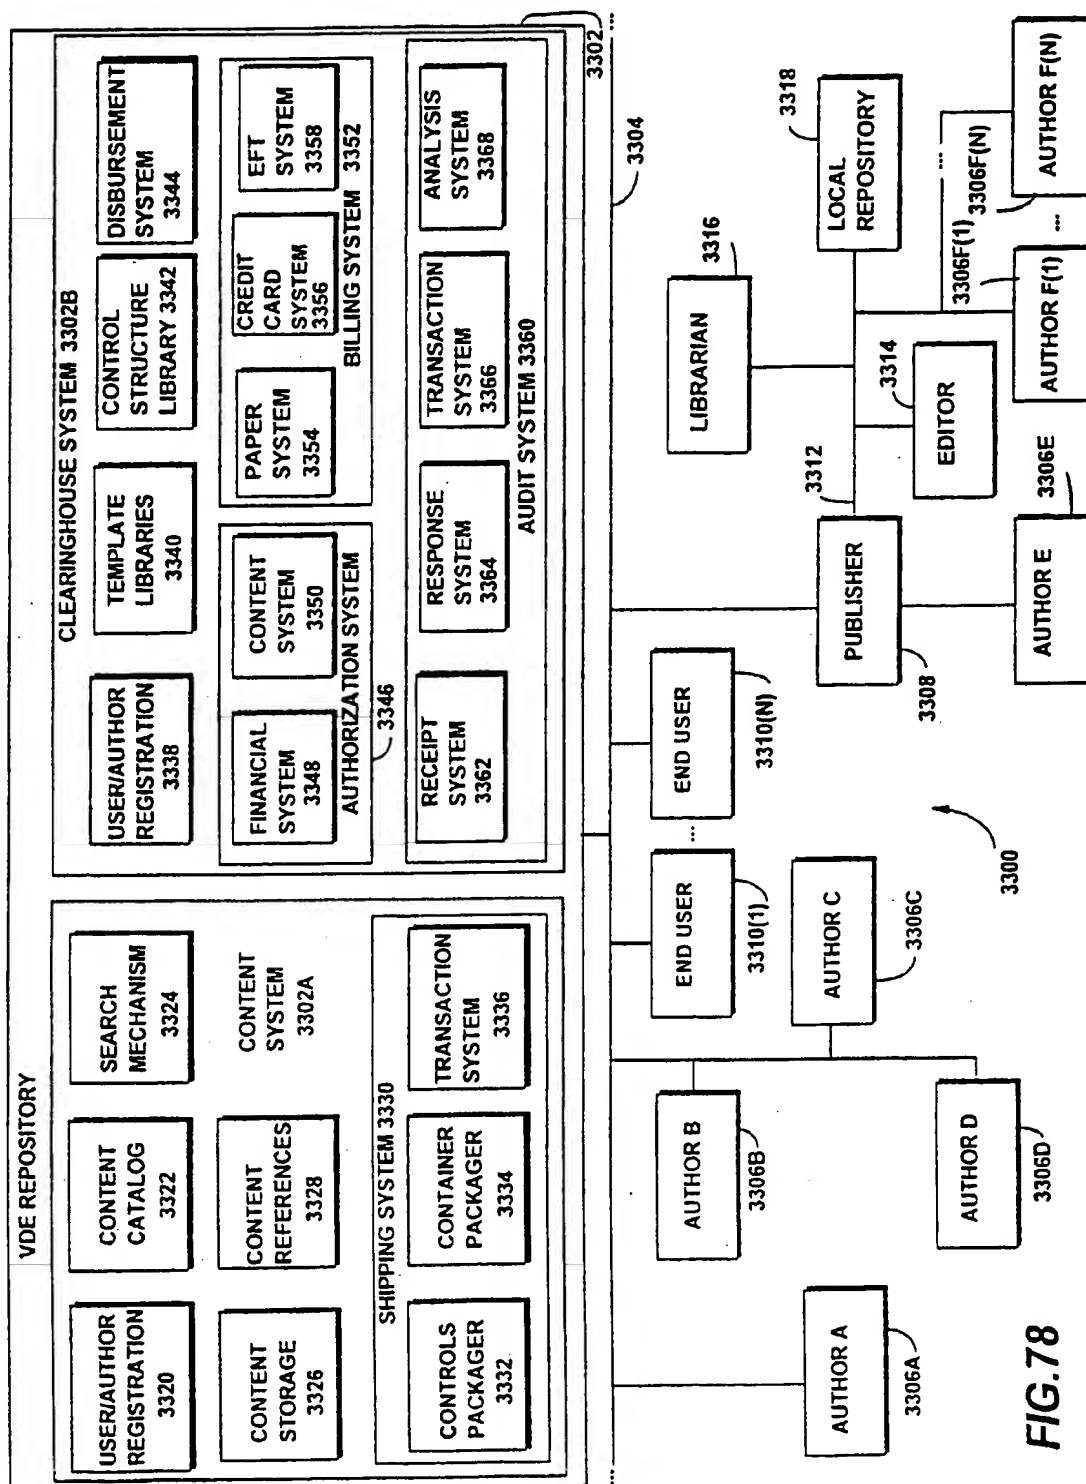 VDE REPOSITORY
3302
USER/AUTHOR
REGISTRATION
3320
CONTENT
CATALOG
3322
SEARCH
MECHANISM
3324
CONTENT
STORAGE
3326
CONTENT
REFERENCES
3328
CONTENT
SYSTEM
3302A
SHIPPING SYSTEM 3330
CONTROLS
PACKAGER
3332
CONTAINER
PACKAGER
3334
TRANSACTION
SYSTEM
3336
CLEARINGHOUSE SYSTEM 3302B
USER/AUTHOR
REGISTRATION
3338
TEMPLATE
LIBRARIES
3340
CONTROL
STRUCTURE
LIBRARY 3342
DISBURSEMENT
SYSTEM
3344
FINANCIAL
SYSTEM
3348
CONTENT
SYSTEM
3350
AUTHORIZATION SYSTEM
3346
PAPER
SYSTEM
3354
CREDIT
CARD
SYSTEM
3356
EFT
SYSTEM
3358
BILLING SYSTEM 3352
RECEIPT
SYSTEM
3362
RESPONSE
SYSTEM
3364
TRANSACTION
SYSTEM
3366
ANALYSIS
SYSTEM
3368
AUDIT SYSTEM 3360
3304
AUTHOR A
3306A
AUTHOR B
3306B
AUTHOR C
3306C
AUTHOR D
3306D
END USER
3310(1)
...
END USER
3310(N)
PUBLISHER
3308
3312
AUTHOR E
3306E
LIBRARIAN
3316
EDITOR
3314
LOCAL
REPOSITORY
3318
AUTHOR F(1)
3306F(1)
...
AUTHOR F(N)
3306F(N)
3300
FIG.78